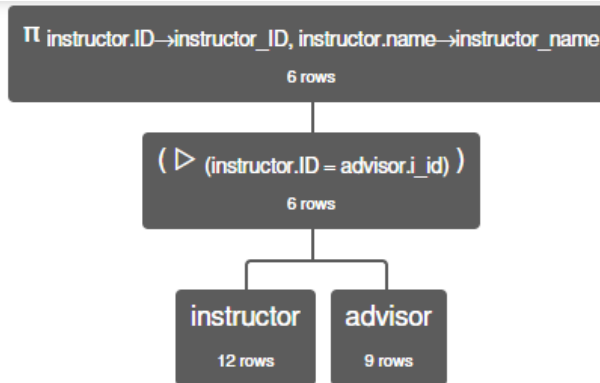 π instructor.ID→instructor_ID, instructor.name→instructor_name
6 rows
( ▷ (instructor.ID = advisor.i_id) )
6 rows
instructor
12 rows
advisor
9 rows